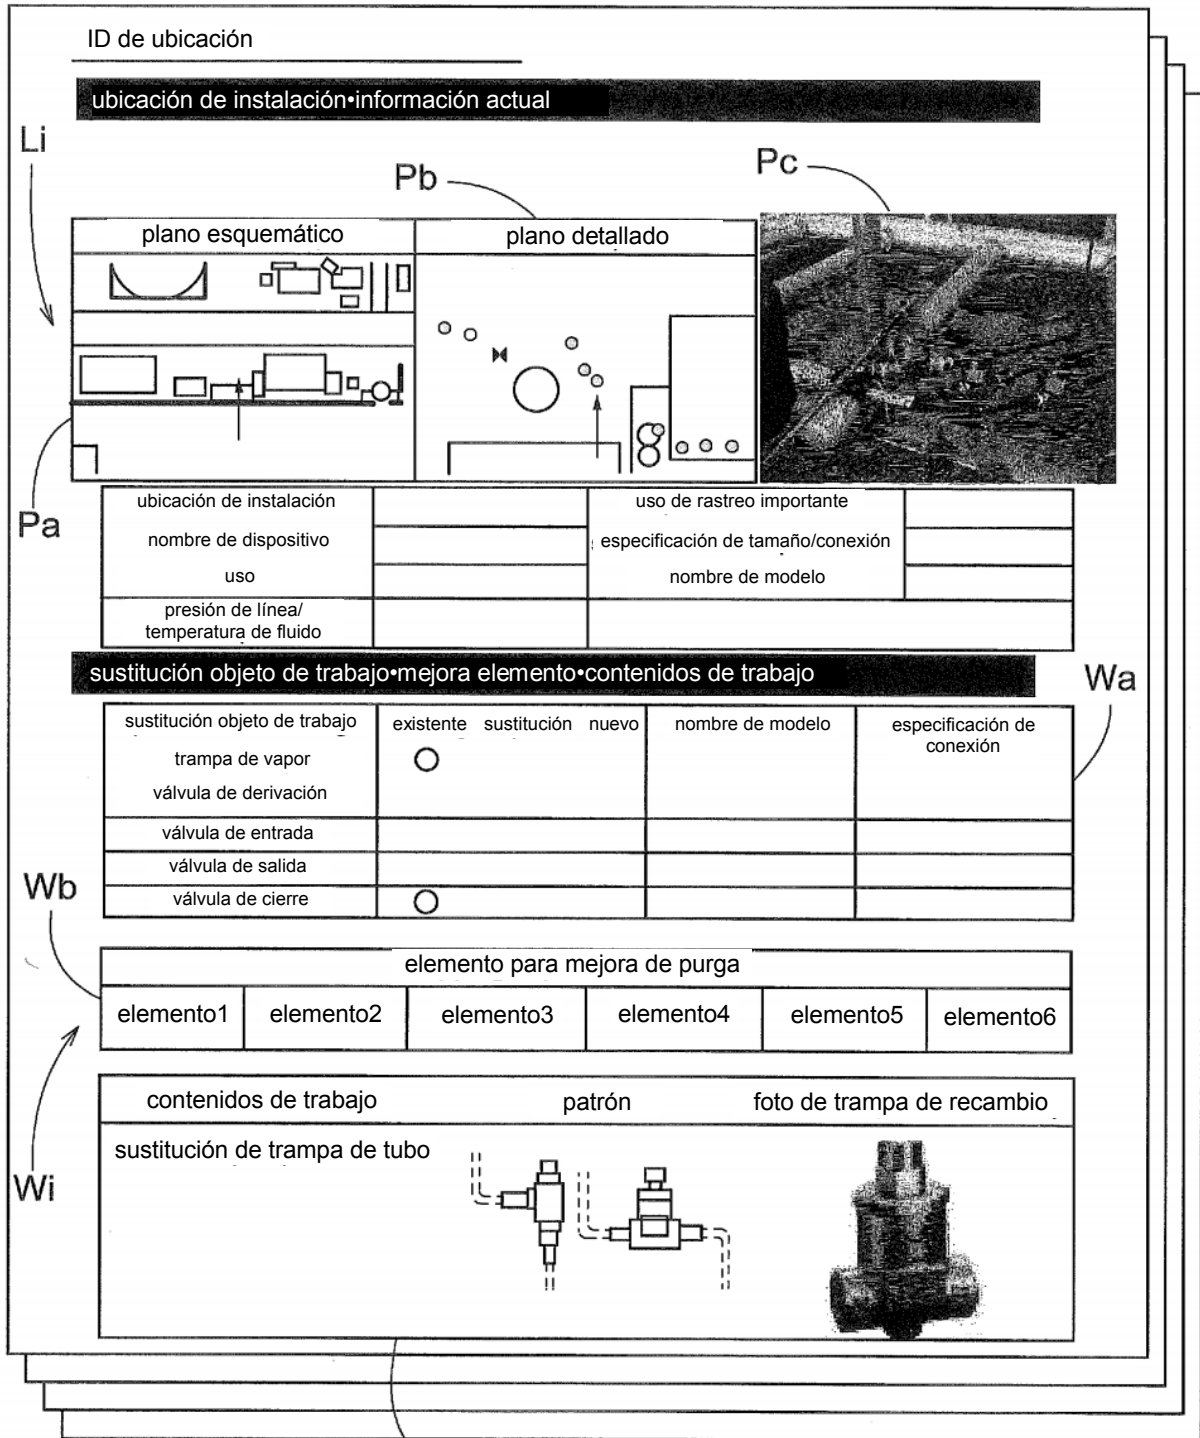 ID de ubicación
ubicación de instalación•información actual
Li
Pb
Pc
plano esquemático
plano detallado
Pa
ubicación de instalación
uso de rastreo importante
nombre de dispositivo
especificación de tamaño/conexión
uso
nombre de modelo
presión de línea/
temperatura de fluido
sustitución objeto de trabajo•mejora elemento•contenidos de trabajo
Wa
sustitución objeto de trabajo
existente sustitución nuevo
nombre de modelo
especificación de
conexión
trampa de vapor
válvula de derivación
válvula de entrada
válvula de salida
válvula de cierre
Wb
elemento para mejora de purga
elemento1 elemento2 elemento3 elemento4 elemento5 elemento6
Wi
contenidos de trabajo
patrón
foto de trampa de recambio
sustitución de trampa de tubo